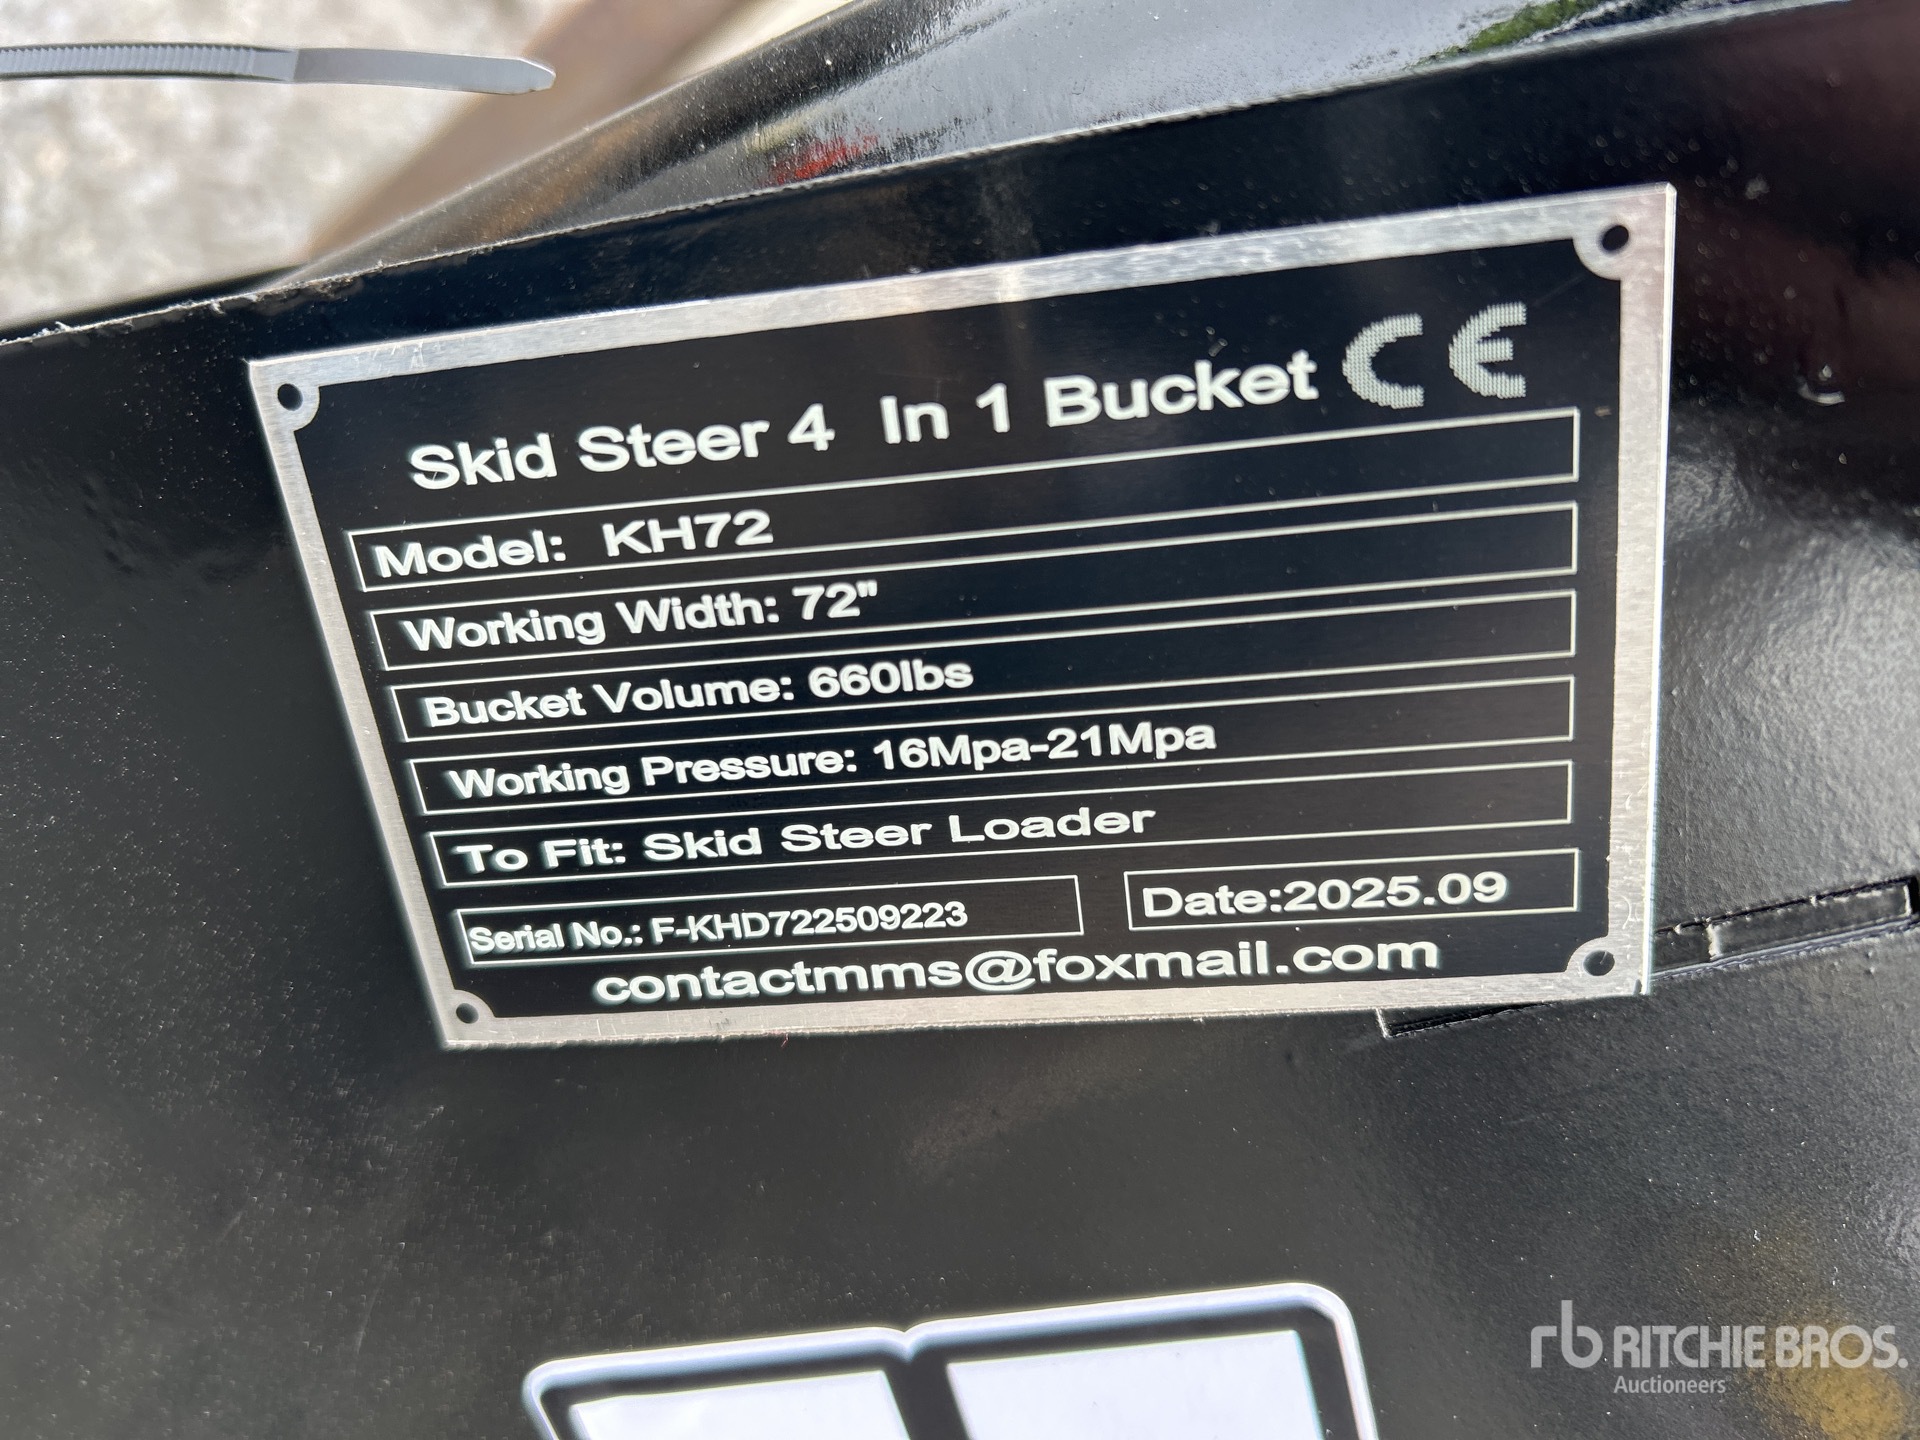 Skid Steer 4 In 1 Bucket CE
Model: KH72
Working Width: 72"
Bucket Volume: 660lbs
Working Pressure: 16Mpa-21Mpa
To Fit: Skid Steer Loader
Serial No.: F-KHD722509223 Date:2025.09
contactmms@foxmail.com
rb RITCHIE BROS.
Auctioneers